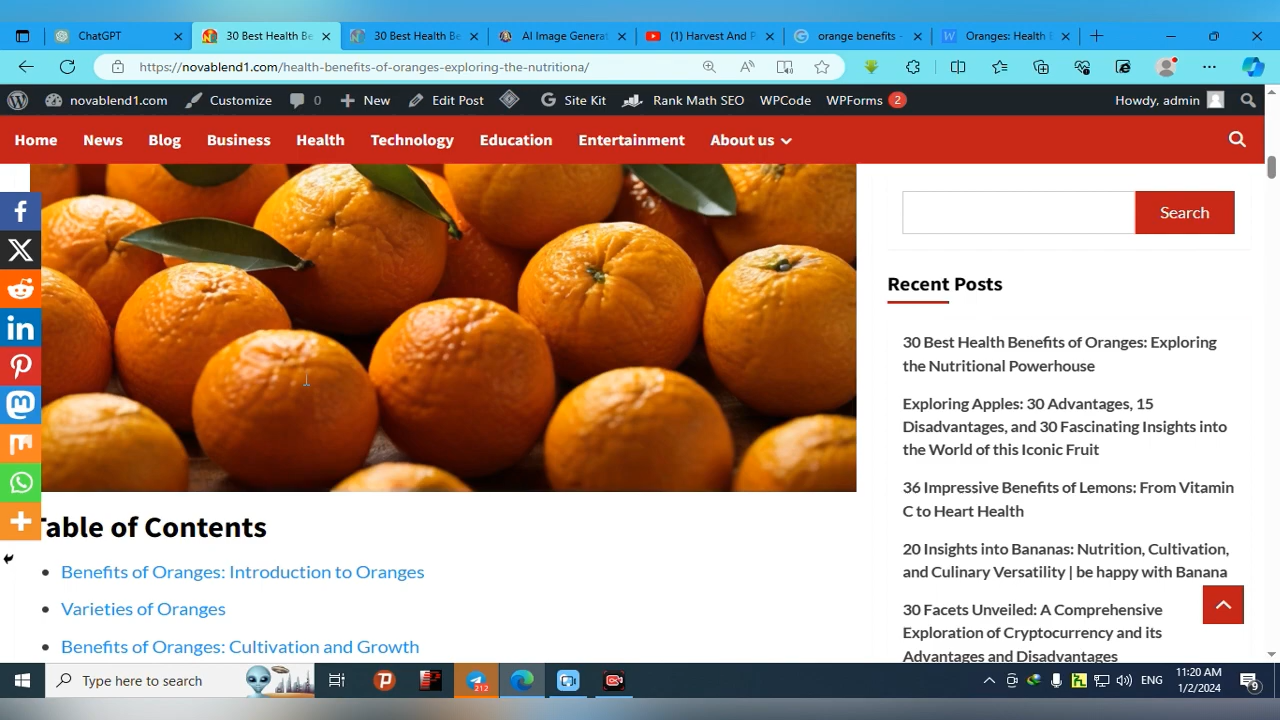 ChatGPT
30 Best Health Be
30 Best Health Be
AI Image Generat
(1) Harvest And P
orange benefits -
Oranges: Health B
https://novablend1.com/health-benefits-of-oranges-exploring-the-nutritiona/
novablend1.com
Customize
0
New
Edit Post
Site Kit
Rank Math SEO
WPCode
WPForms 2
Howdy, admin
Home
News
Blog
Business
Health
Technology
Education
Entertainment
About us
Search
Recent Posts
30 Best Health Benefits of Oranges: Exploring
the Nutritional Powerhouse
Exploring Apples: 30 Advantages, 15
Disadvantages, and 30 Fascinating Insights into
the World of this Iconic Fruit
36 Impressive Benefits of Lemons: From Vitamin
C to Heart Health
20 Insights into Bananas: Nutrition, Cultivation,
and Culinary Versatility | be happy with Banana
30 Facets Unveiled: A Comprehensive
Exploration of Cryptocurrency and its
Advantages and Disadvantages
Table of Contents
Benefits of Oranges: Introduction to Oranges
Varieties of Oranges
Benefits of Oranges: Cultivation and Growth
Type here to search
212
ENG
11:20 AM
1/2/2024
9